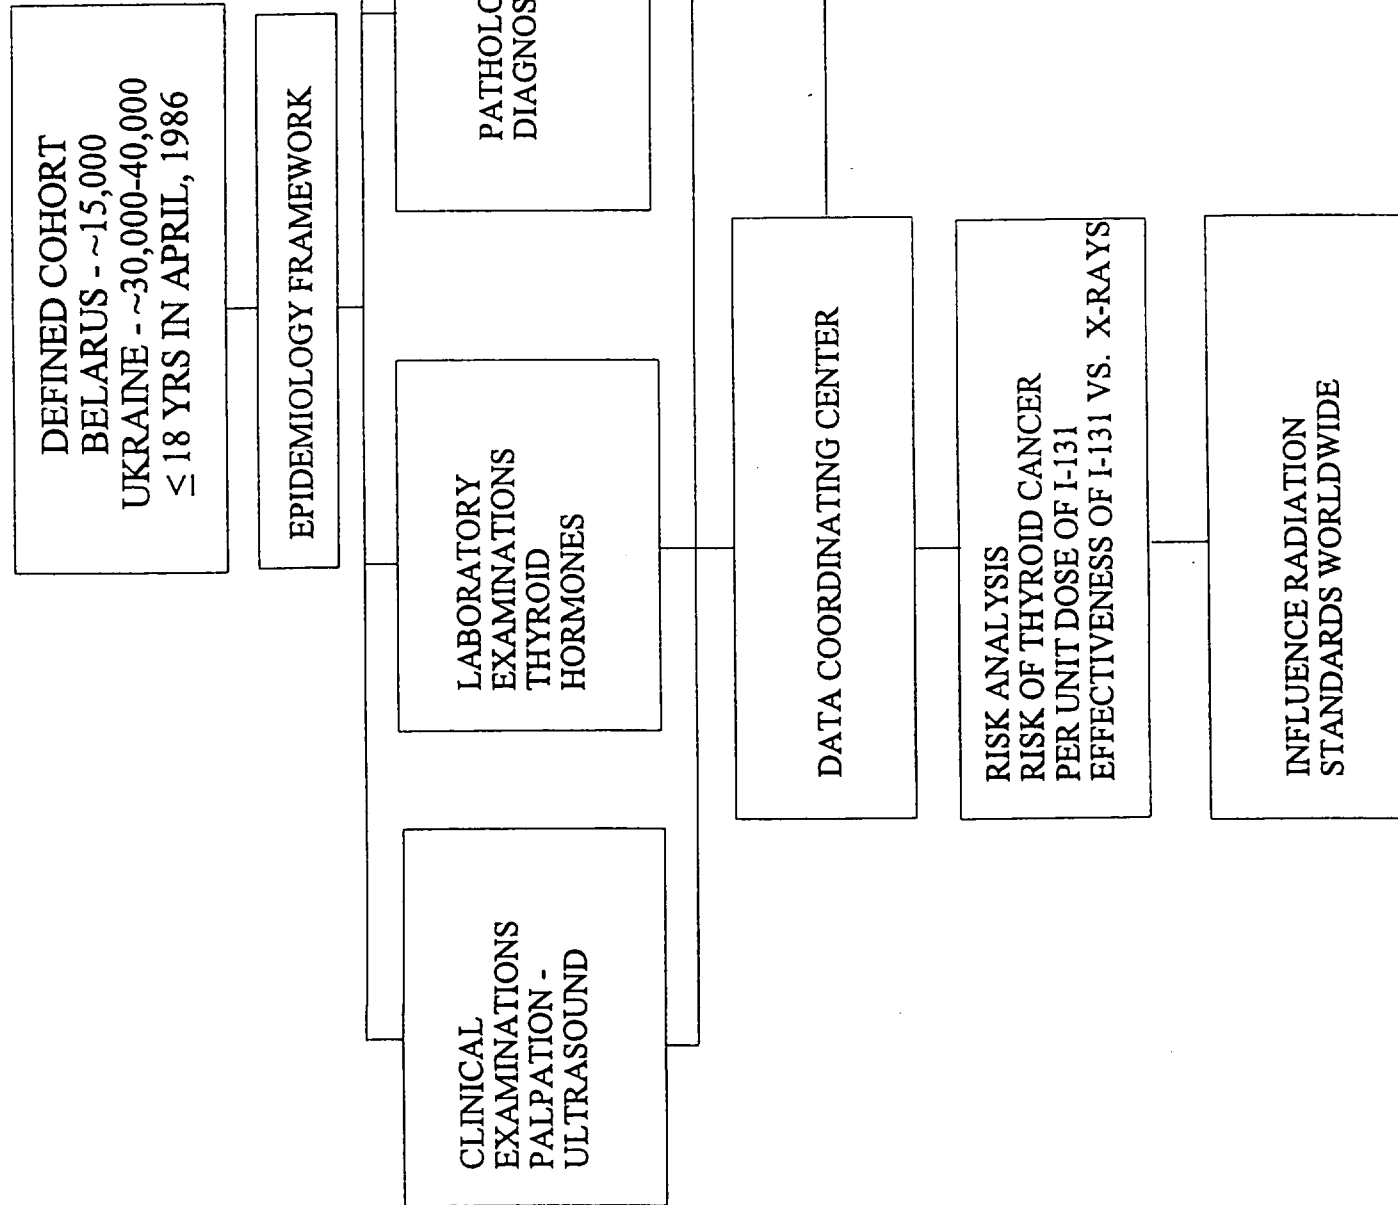 DEFINED COHORT
BELARUS - ~15,000
UKRAINE - ~30,000-40,000
≤ 18 YRS IN APRIL, 1986
EPIDEMIOLOGY FRAMEWORK
CLINICAL
EXAMINATIONS
PALPATION -
ULTRASOUND
LABORATORY
EXAMINATIONS
THYROID
HORMONES
PATHOLO
DIAGNOS
DATA COORDINATING CENTER
RISK ANALYSIS
RISK OF THYROID CANCER
PER UNIT DOSE OF I-131
EFFECTIVENESS OF I-131 VS. X-RAYS
INFLUENCE RADIATION
STANDARDS WORLDWIDE